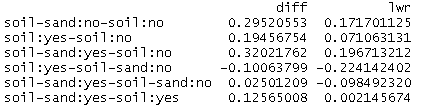 diff lwr
soil-sand:no-soil:no 0.29520553 0.171701125
soil:yes-soil:no 0.19456754 0.071063131
soil-sand:yes-soil:no 0.32021762 0.196713212
soil:yes-soil-sand:no -0.10063799 -0.224142402
soil-sand:yes-soil-sand:no 0.02501209 -0.098492320
soil-sand:yes-soil:yes 0.12565008 0.002145674